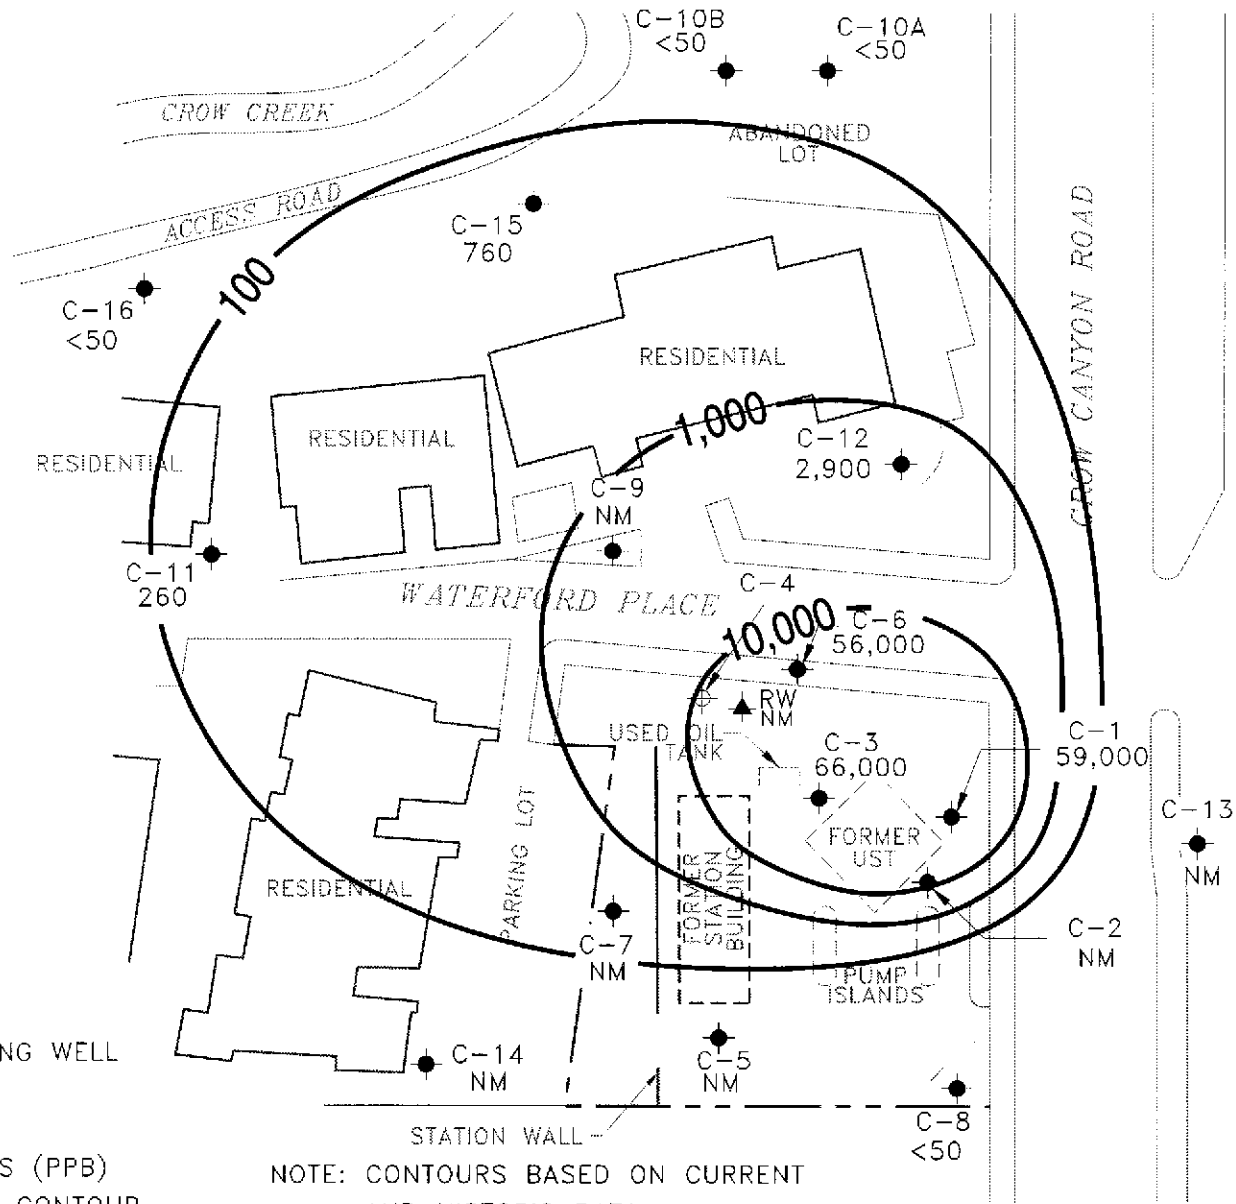 C-10B
<50
C-10A
<50
CROW CREEK
ABANDONED
LOT
ACCESS ROAD
C-15
760
100
C-16
<50
CROW CANYON ROAD
RESIDENTIAL
1,000
RESIDENTIAL
C-12
2,900
RESIDENTIAL
C-9
NM
C-11
260
WATERFORD PLACE
C-4
10,000
C-6
56,000
RW
NM
USED OIL
TANK
C-3
66,000
C-1
59,000
C-13
NM
PARKING LOT
FORMER
UST
RESIDENTIAL
FORMER
STATION
BUILDING
C-7
NM
C-2
NM
PUMP
ISLANDS
NG WELL
C-14
NM
C-5
NM
C-8
<50
STATION WALL
S (PPB)
NOTE: CONTOURS BASED ON CURRENT
CONTOUR